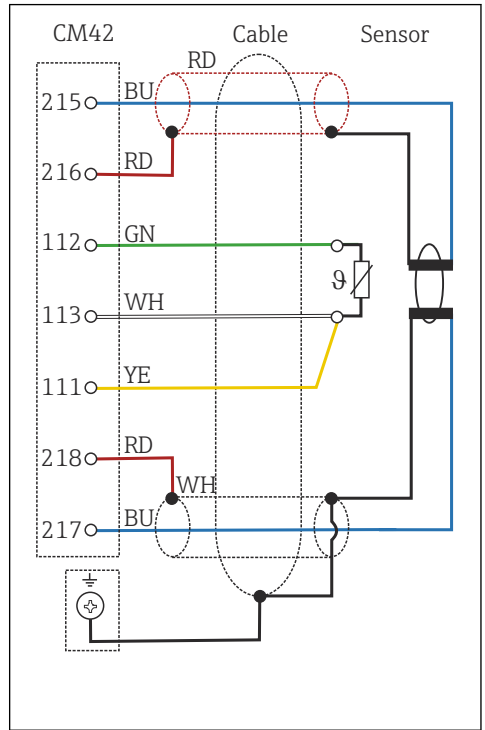 CM42 Cable Sensor
RD
215 BU
216 RD
112 GN
ϑ
113 WH
111 YE
218 RD
WH
217 BU